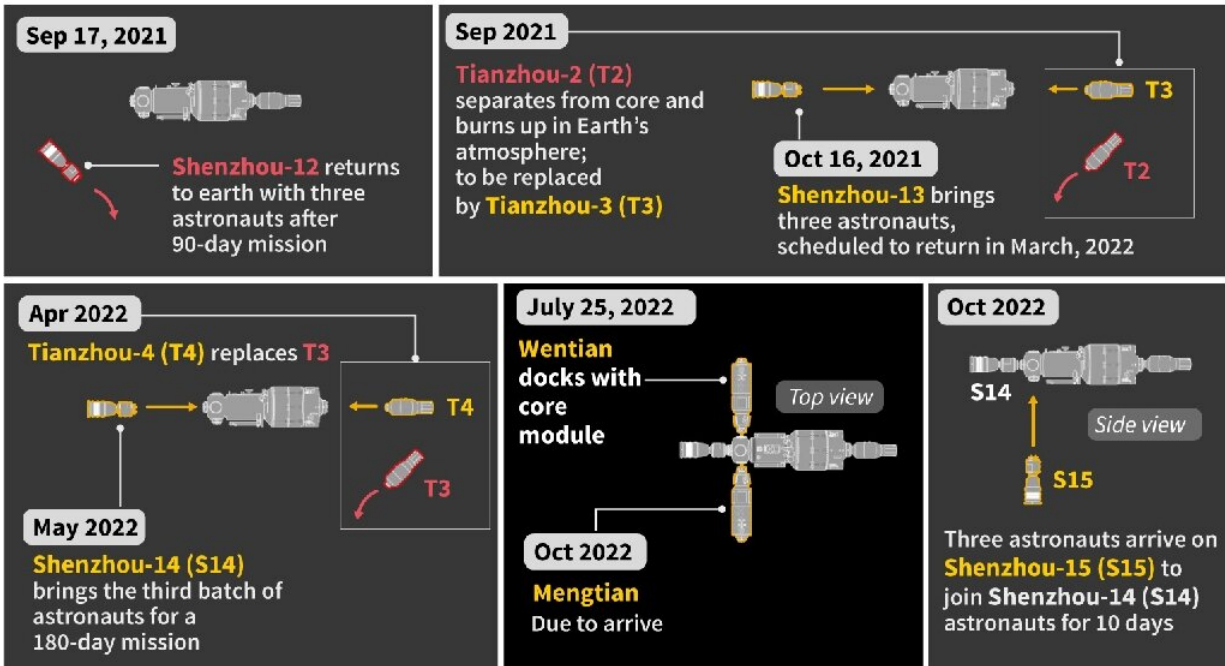 Sep 17, 2021
Shenzhou-12 returns
to earth with three
astronauts after
90-day mission
Sep 2021
Tianzhou-2 (T2)
separates from core and
burns up in Earth's
atmosphere;
to be replaced
by Tianzhou-3 (T3)
T3
T2
Oct 16, 2021
Shenzhou-13 brings
three astronauts,
scheduled to return in March, 2022
Apr 2022
Tianzhou-4 (T4) replaces T3
T4
T3
May 2022
Shenzhou-14 (S14)
brings the third batch of
astronauts for a
180-day mission
July 25, 2022
Wentian
docks with
core
module
Top view
Oct 2022
Mengtian
Due to arrive
Oct 2022
S14
Side view
S15
Three astronauts arrive on
Shenzhou-15 (S15) to
join Shenzhou-14 (S14)
astronauts for 10 days